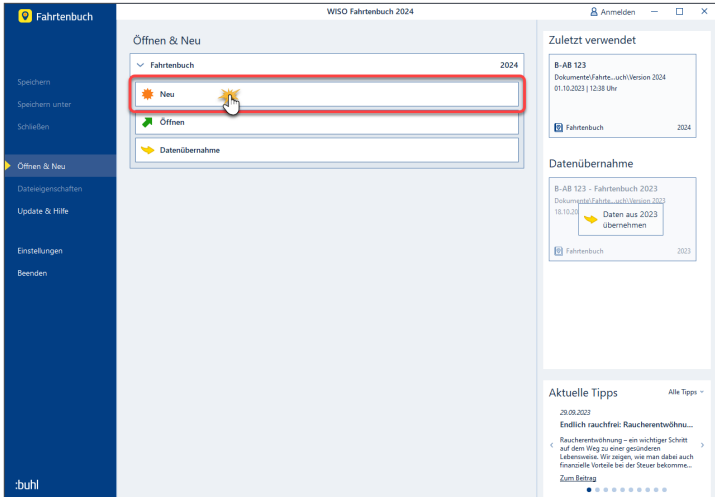 Fahrtenbuch
WISO Fahrtenbuch 2024
Anmelden
Speichern
Speichern unter
Schließen
Öffnen & Neu
Dateieigenschaften
Update & Hilfe
Einstellungen
Beenden
:buhl
Öffnen & Neu
Fahrtenbuch 2024
Neu
Öffnen
Datenübernahme
Zuletzt verwendet
B-AB 123
Dokumente\Fahrte...uch\Version 2024
01.10.2023 | 12:38 Uhr
Fahrtenbuch 2024
Datenübernahme
B-AB 123 - Fahrtenbuch 2023
Dokumente\Fahrte...uch\Version 2023
18.10.20
Daten aus 2023
übernehmen
Fahrtenbuch 2023
Aktuelle Tipps Alle Tipps
29.09.2023
Endlich rauchfrei: Raucherentwöhnu...
Raucherentwöhnung – ein wichtiger Schritt
auf dem Weg zu einer gesünderen
Lebensweise. Wir zeigen, wie man dabei auch
finanzielle Vorteile bei der Steuer bekomme...
Zum Beitrag